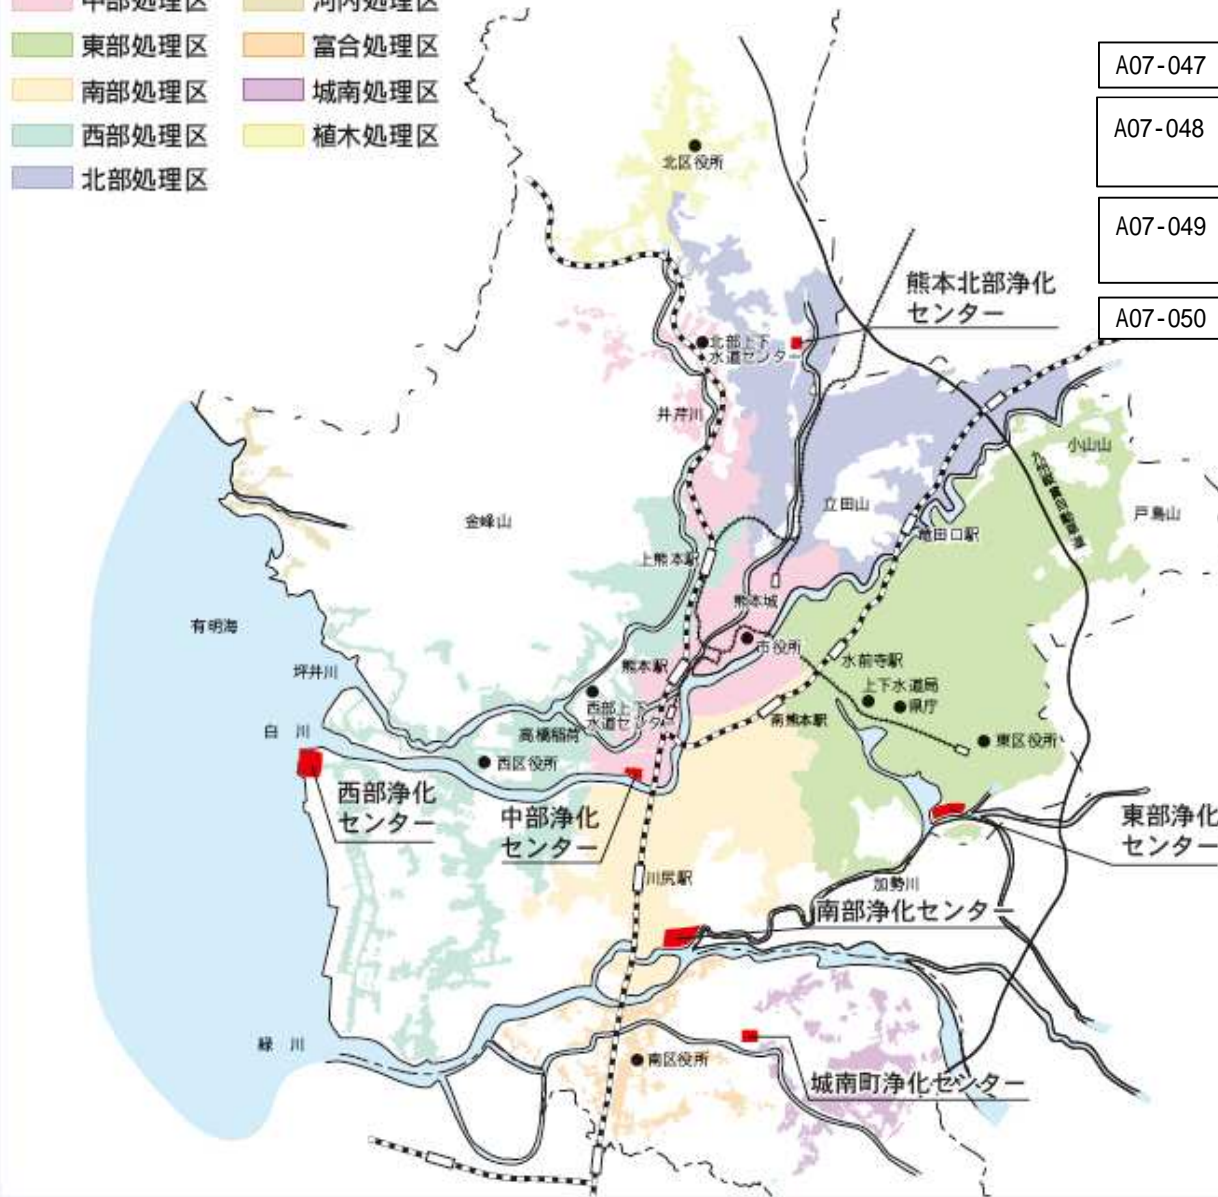 中部処理区
河内処理区
東部処理区
富合処理区
南部処理区
城南処理区
西部処理区
植木処理区
北部処理区
A07-047
A07-048
A07-049
A07-050
北区役所
熊本北部浄化
センター
北部上下
水道センター
井芹川
小山山
戸島山
立田山
竜田口駅
金峰山
上熊本駅
熊本城
有明海
市役所
水前寺駅
坪井川
熊本駅
上下水道局
県庁
西部上下
水道センター
南熊本駅
白川
高橋稲荷
東区役所
西区役所
西部浄化
センター
中部浄化
センター
東部浄化
センター
川尻駅
加勢川
南部浄化センター
緑川
南区役所
城南町浄化センター